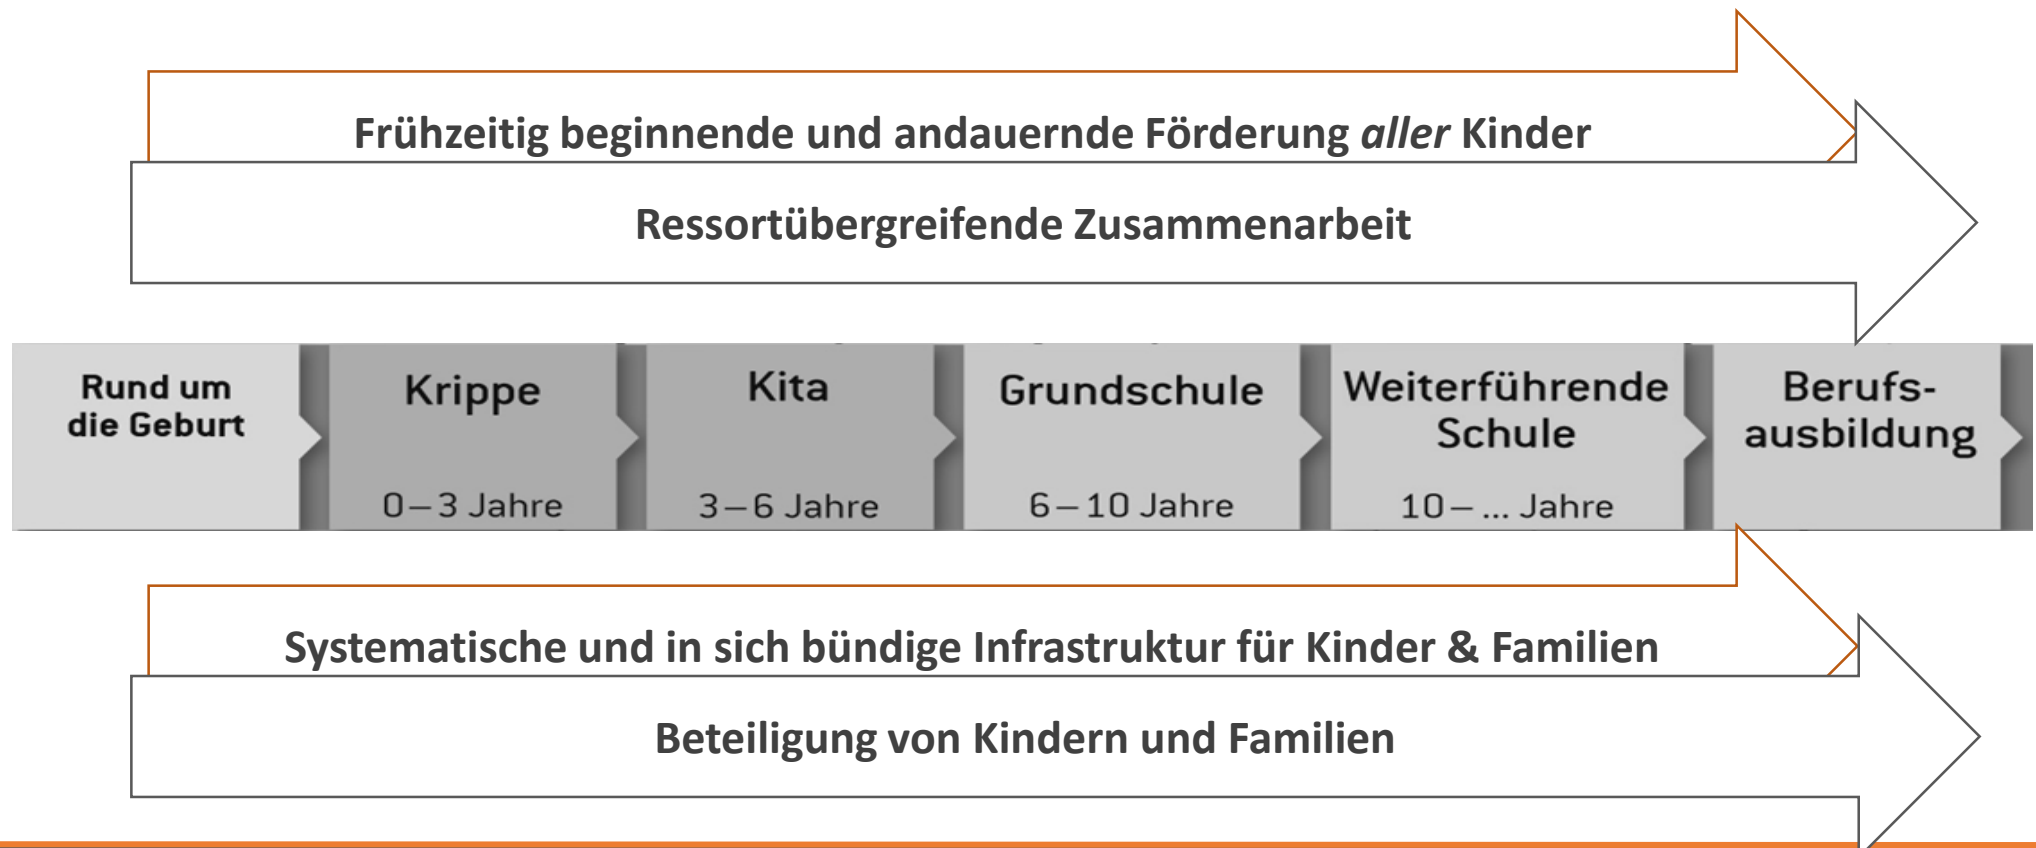 Frühzeitig beginnende und andauernde Förderung aller Kinder
Ressortübergreifende Zusammenarbeit
Rund um
die Geburt
Krippe
0–3 Jahre
Kita
3–6 Jahre
Grundschule
6–10 Jahre
Weiterführende
Schule
10–... Jahre
Berufs-
ausbildung
Systematische und in sich bündige Infrastruktur für Kinder & Familien
Beteiligung von Kindern und Familien